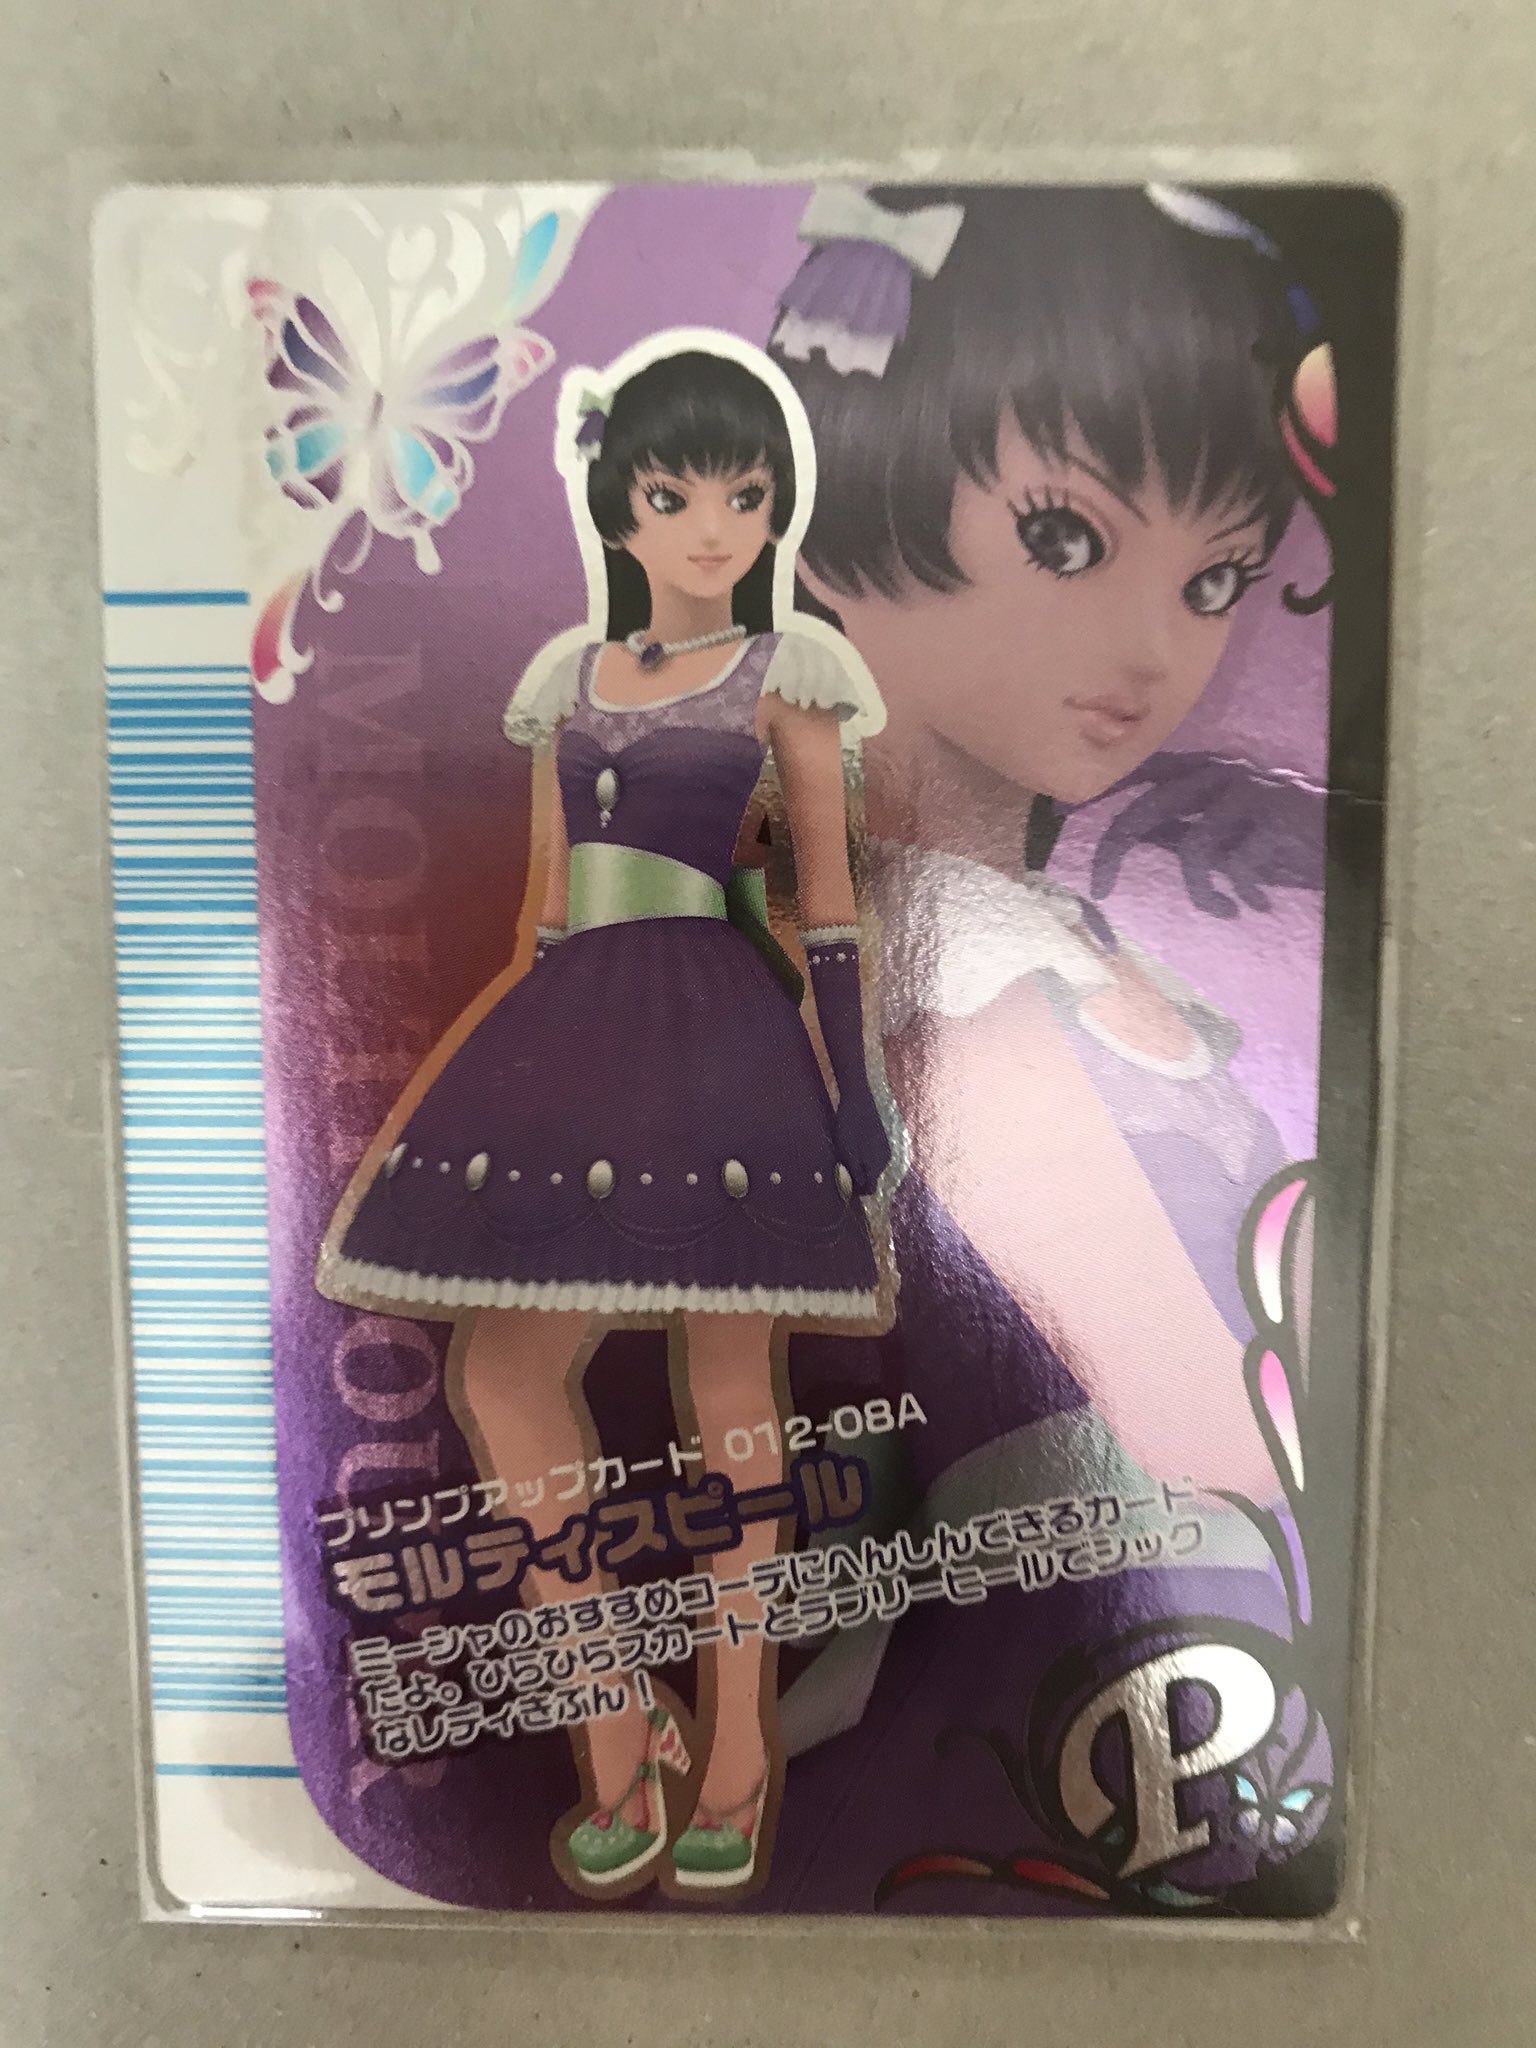 プリンプアップカード 012-08A
モルティスピール
ミーシャのおすすめコーデにへんしんできるカード
だよ。ひらひらスカートとラブリーヒールでシック
なレディきぶん!
P